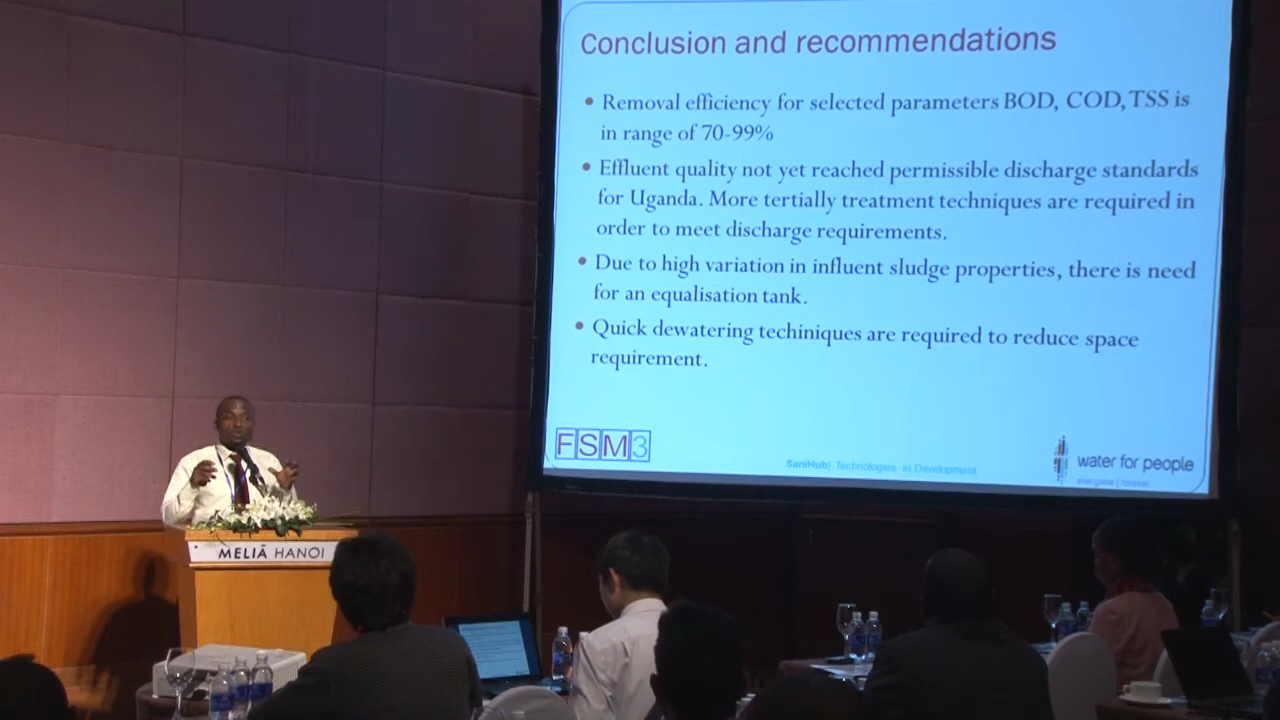 Conclusion and recommendations
• Removal efficiency for selected parameters BOD, COD, TSS is
in range of 70-99%
• Effluent quality not yet reached permissible discharge standards
for Uganda. More tertially treatment techniques are required in
order to meet discharge requirements.
• Due to high variation in influent sludge properties, there is need
for an equalisation tank.
• Quick dewatering techiniques are required to reduce space
requirement.
FSM3
SaniHub| Technologies in Development
water for people
everyone | forever
MELIÃ HANOI